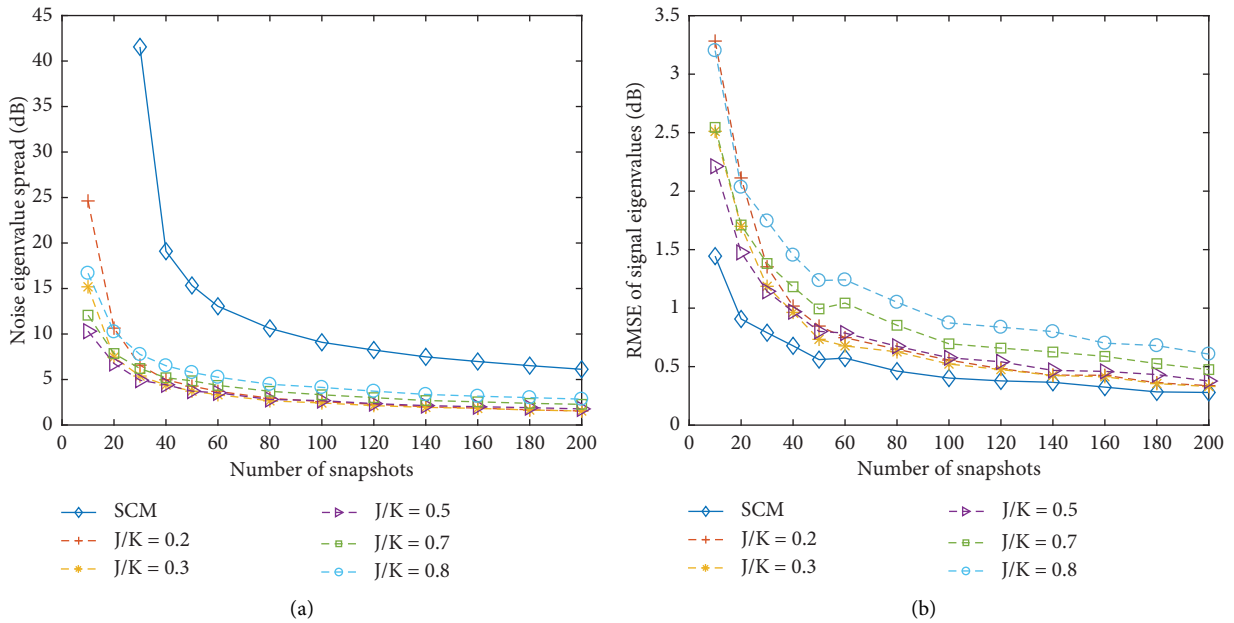 45
40
35
30
25
20
15
10
5
0
Noise eigenvalue spread (dB)
0 20 40 60 80 100 120 140 160 180 200
Number of snapshots
SCM
J/K = 0.2
J/K = 0.3
J/K = 0.5
J/K = 0.7
J/K = 0.8
(a)
3.5
3
2.5
2
1.5
1
0.5
0
RMSE of signal eigenvalues (dB)
0 20 40 60 80 100 120 140 160 180 200
Number of snapshots
SCM
J/K = 0.2
J/K = 0.3
J/K = 0.5
J/K = 0.7
J/K = 0.8
(b)